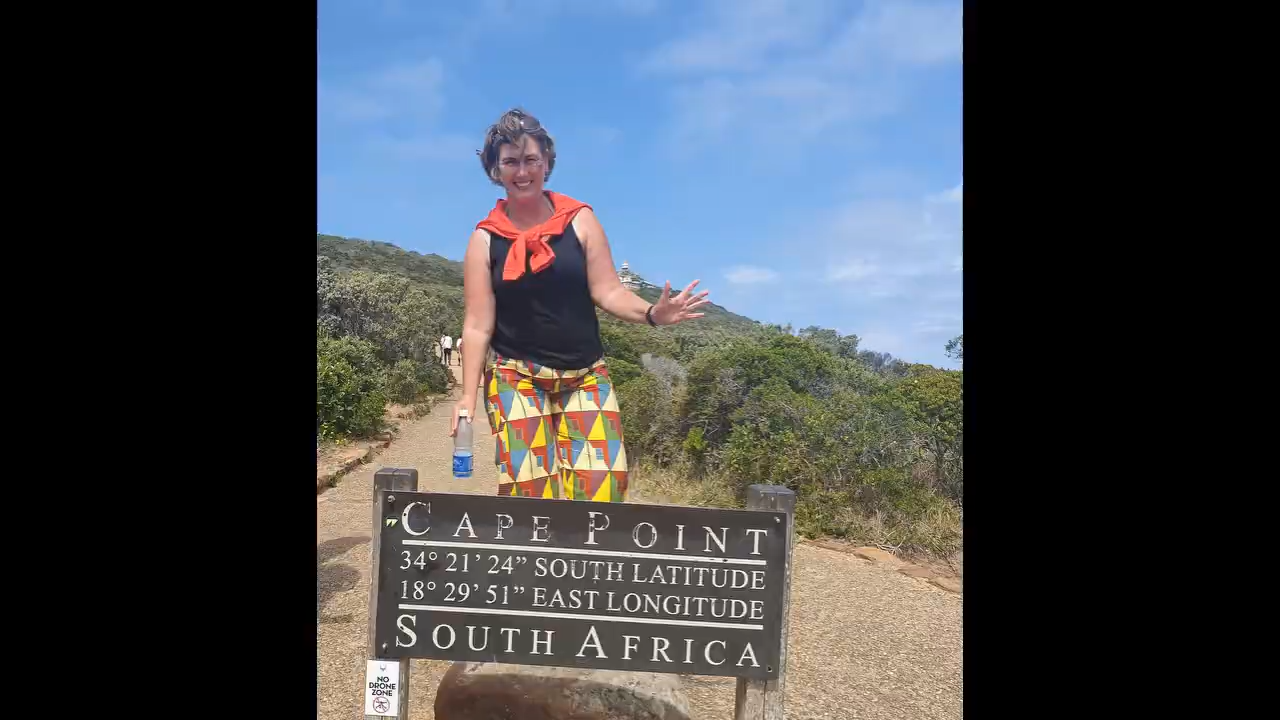 CAPE POINT
34° 21' 24” SOUTH LATITUDE
18° 29' 51” EAST LONGITUDE
SOUTH AFRICA
NO
DRONE
ZONE